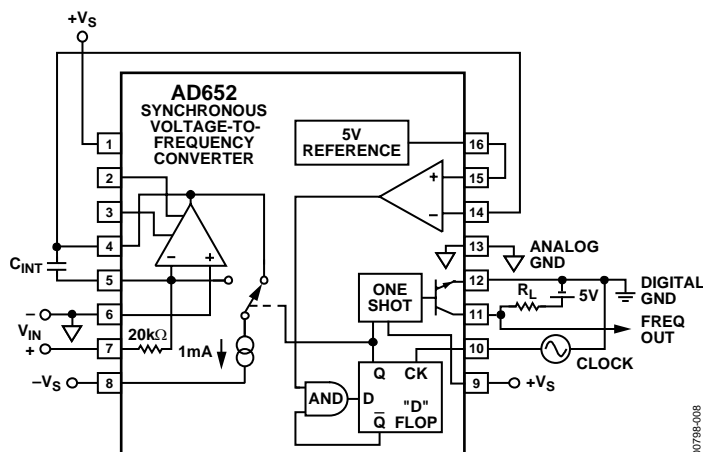 +VS
AD652
SYNCHRONOUS
VOLTAGE-TO-
FREQUENCY
CONVERTER
5V
REFERENCE
1
2
3
4
5
6
7
8
16
15
14
13
12
11
10
9
+
–
–
+
CINT
–
VIN
+
–VS
20kΩ
1mA
ONE
SHOT
AND
D
Q
CK
"D"
FLOP
Q̅
ANALOG
GND
RL
5V
DIGITAL
GND
FREQ
OUT
CLOCK
+VS
00798-008